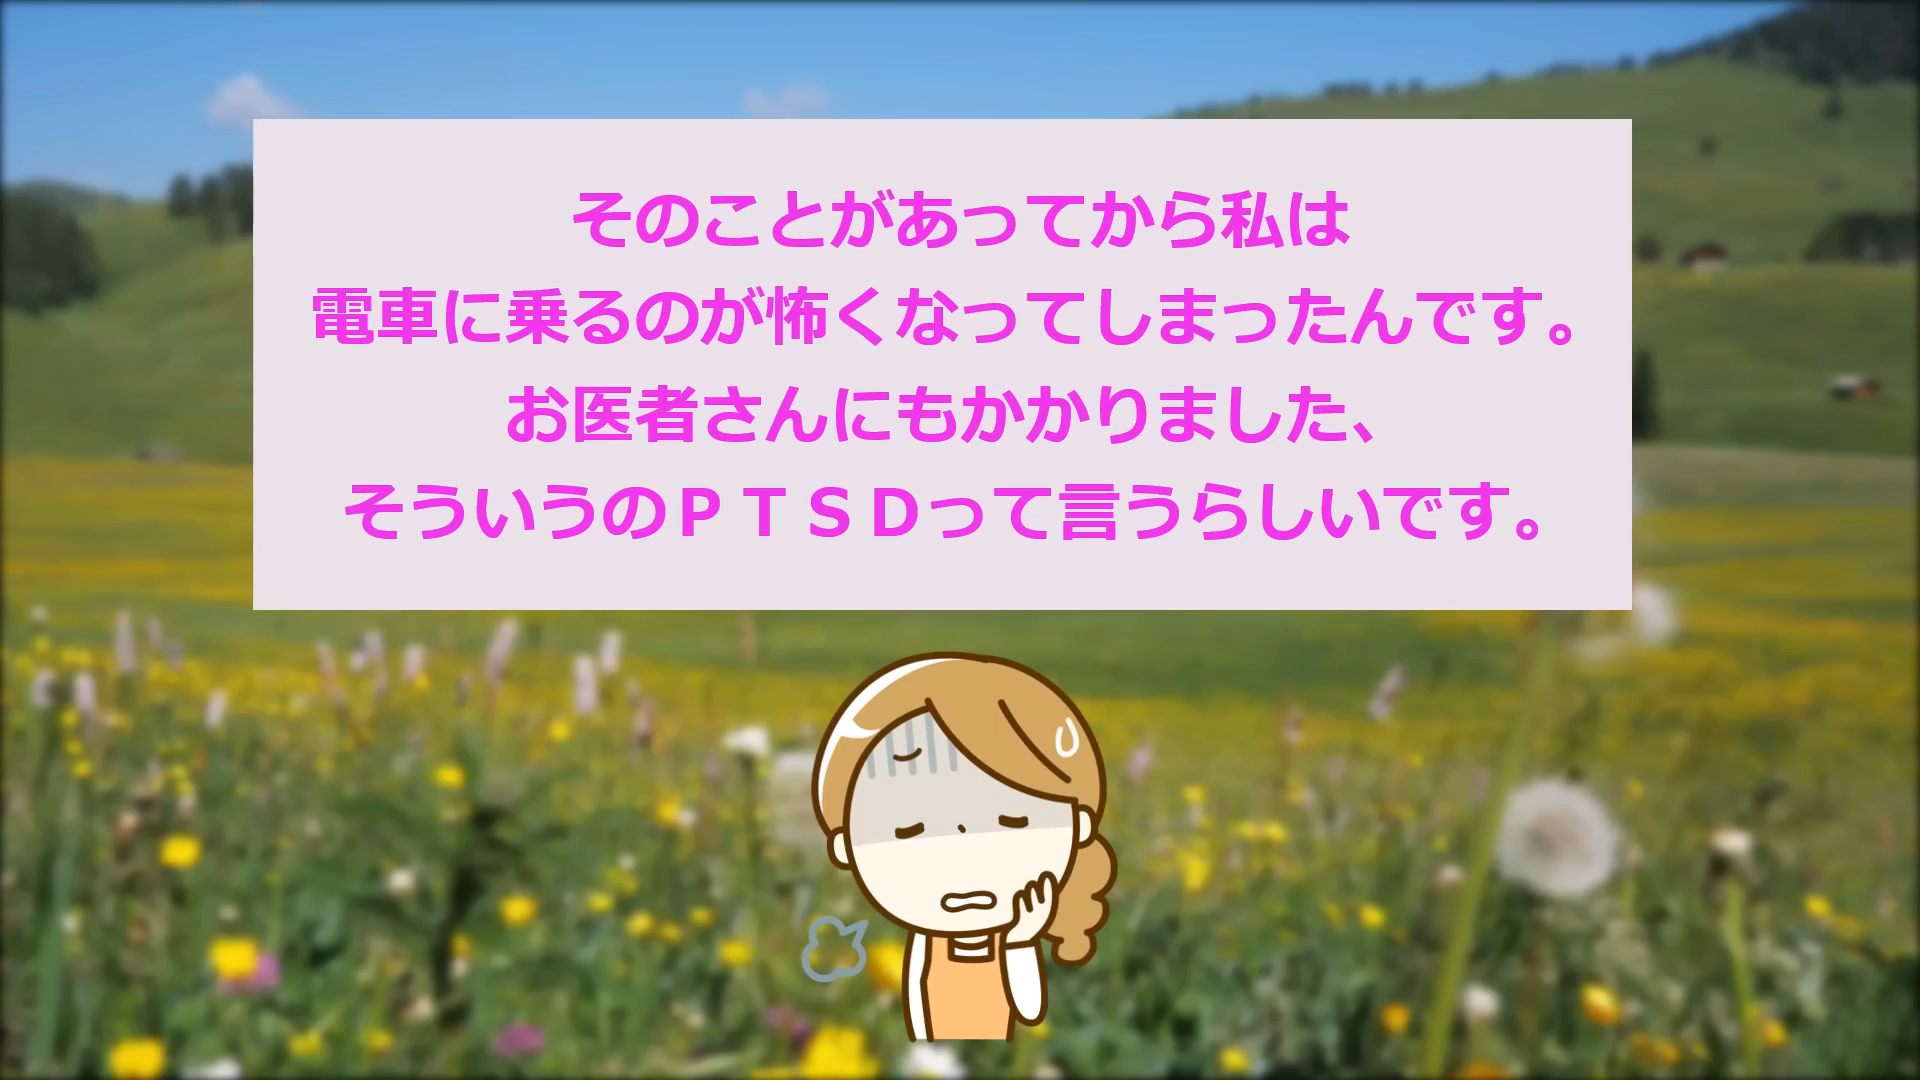 そのことがあってから私は
電車に乗るのが怖くなってしまったんです。
お医者さんにもかかりました、
そういうのＰＴＳＤって言うらしいです。